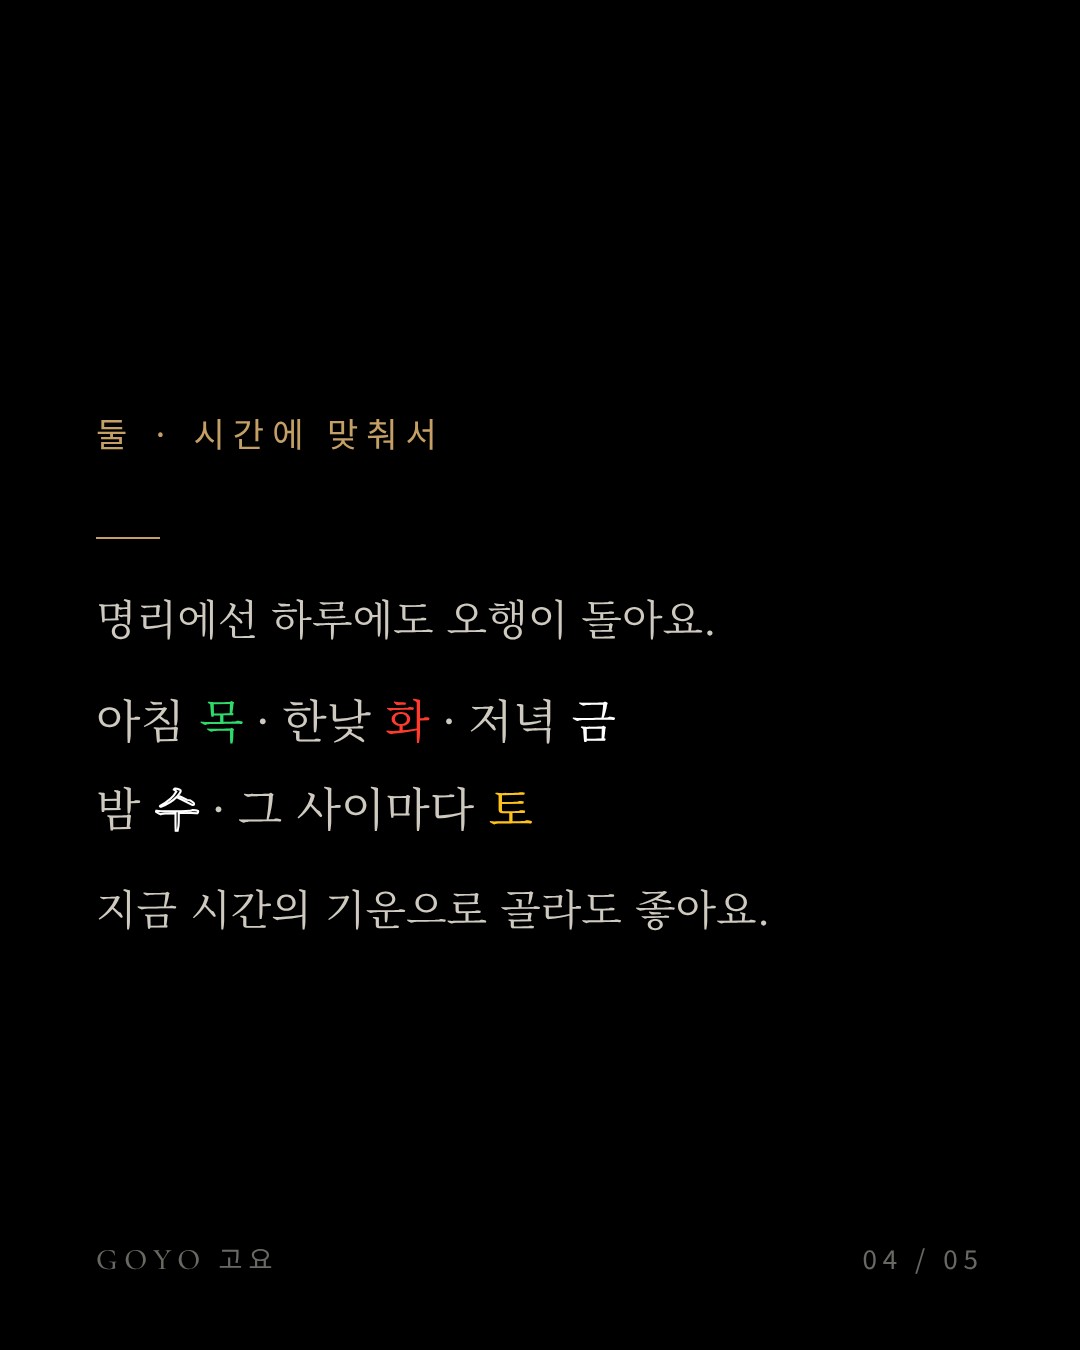 둘 · 시간에 맞춰서
명리에선 하루에도 오행이 돌아요.
아침 목 · 한낮 화 · 저녁 금
밤 수 · 그 사이마다 토
지금 시간의 기운으로 골라도 좋아요.
GOYO 고요
04 / 05